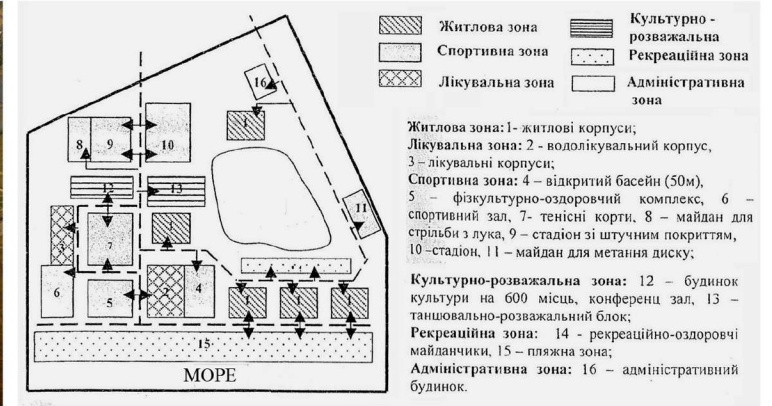 Житлова зона
Спортивна зона
Лікувальна зона
Культурно - розважальна
Рекреаційна зона
Адміністративна зона
16
1
8
9
10
12
13
11
1
3
7
6
5
2
4
1
1
1
15
МОРЕ
Житлова зона: 1- житлові корпуси;
Лікувальна зона: 2 - водолікувальний корпус,
3 – лікувальні корпуси;
Спортивна зона: 4 – відкритий басейн (50м),
5 – фізкультурно-оздоровчий комплекс, 6 –
спортивний зал, 7- тенісні корти, 8 – майдан для
стрільби з лука, 9 – стадіон зі штучним покриттям,
10 -стадіон, 11 – майдан для метання диску;
Культурно-розважальна зона: 12 – будинок
культури на 600 місць, конференц зал, 13 –
танцювально-розважальний блок;
Рекреаційна зона: 14 - рекреаційно-оздоровчі
майданчики, 15 – пляжна зона;
Адміністративна зона: 16 – адміністративний
будинок.